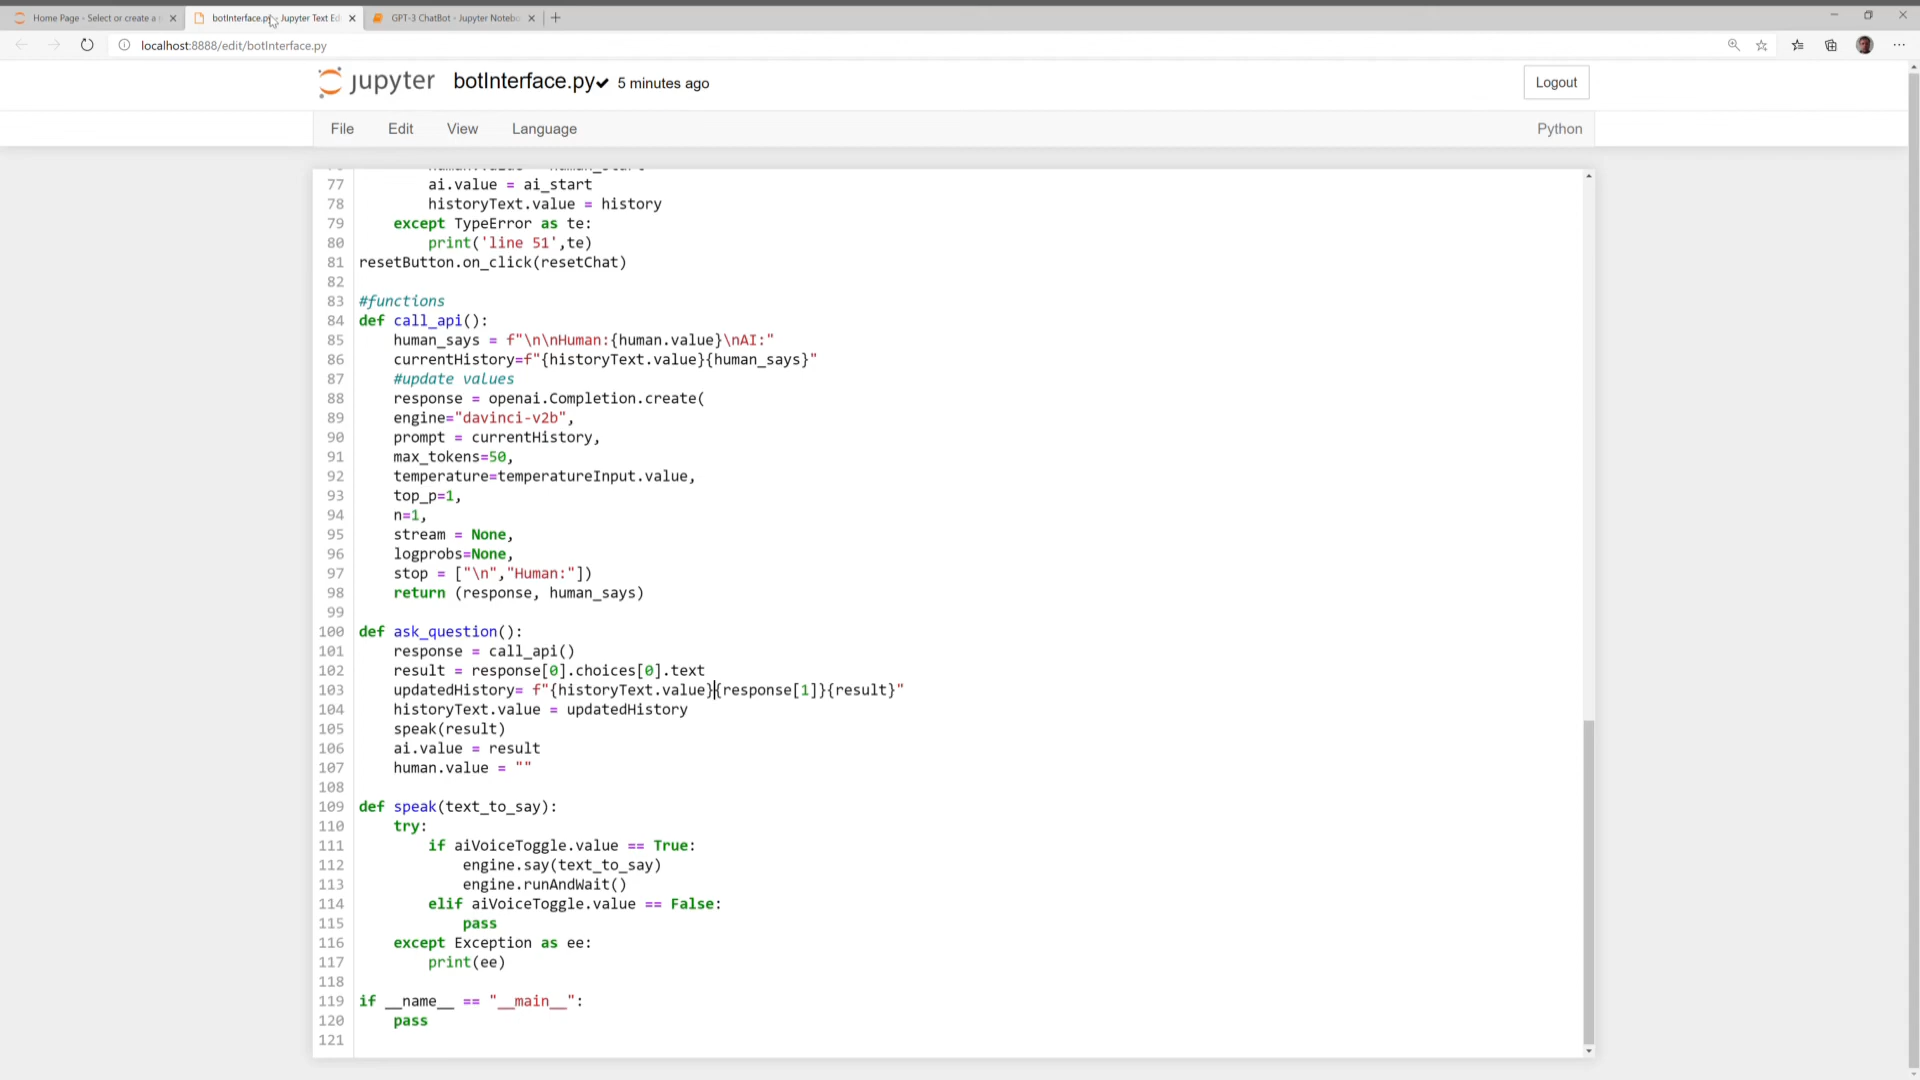 Home Page - Select or create a
botInterface.py - Jupyter Text Ed
GPT-3 ChatBot - Jupyter Notebo
localhost:8888/edit/botInterface.py
jupyter botInterface.py✔ 5 minutes ago
Logout
File Edit View Language
Python
77 ai.value = ai_start
78 historyText.value = history
79 except TypeError as te:
80 print('line 51',te)
81 resetButton.on_click(resetChat)
82
83 #functions
84 def call_api():
85 human_says = f"\n\nHuman:{human.value}\nAI:"
86 currentHistory=f"{historyText.value}{human_says}"
87 #update values
88 response = openai.Completion.create(
89 engine="davinci-v2b",
90 prompt = currentHistory,
91 max_tokens=50,
92 temperature=temperatureInput.value,
93 top_p=1,
94 n=1,
95 stream = None,
96 logprobs=None,
97 stop = ["\n","Human:"])
98 return (response, human_says)
99
100 def ask_question():
101 response = call_api()
102 result = response[0].choices[0].text
103 updatedHistory= f"{historyText.value}{response[1]}{result}"
104 historyText.value = updatedHistory
105 speak(result)
106 ai.value = result
107 human.value = ""
108
109 def speak(text_to_say):
110 try:
111 if aiVoiceToggle.value == True:
112 engine.say(text_to_say)
113 engine.runAndWait()
114 elif aiVoiceToggle.value == False:
115 pass
116 except Exception as ee:
117 print(ee)
118
119 if __name__ == "__main__":
120 pass
121